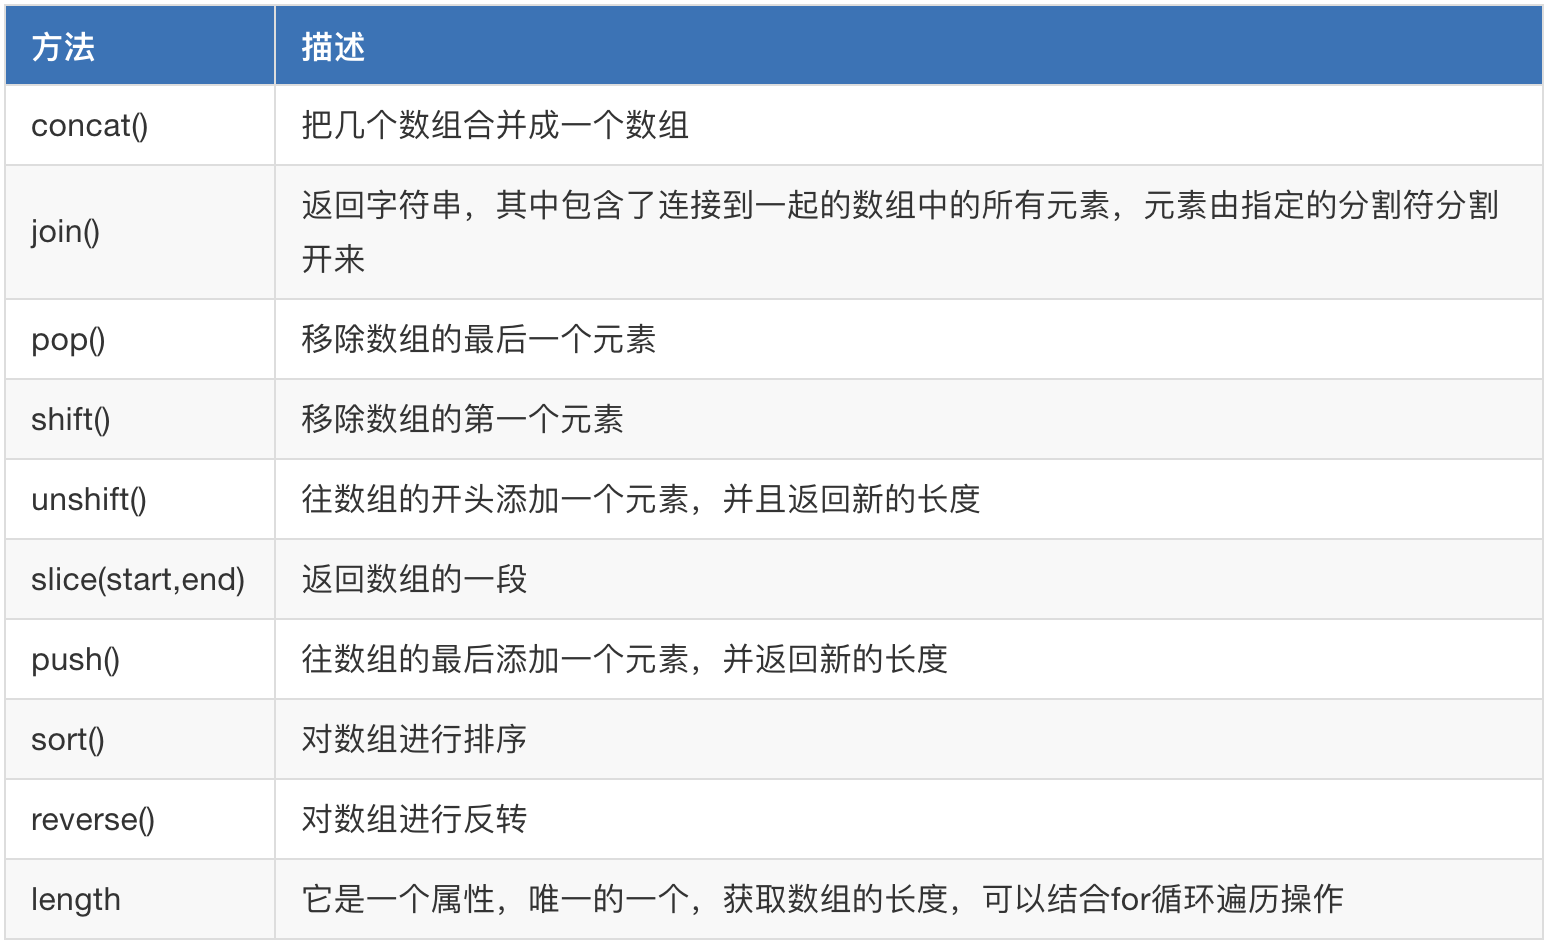 方法 描述
concat() 把几个数组合并成一个数组
join() 返回字符串，其中包含了连接到一起的数组中的所有元素，元素由指定的分割符分割
开来
pop() 移除数组的最后一个元素
shift() 移除数组的第一个元素
unshift() 往数组的开头添加一个元素，并且返回新的长度
slice(start,end) 返回数组的一段
push() 往数组的最后添加一个元素，并返回新的长度
sort() 对数组进行排序
reverse() 对数组进行反转
length 它是一个属性，唯一的一个，获取数组的长度，可以结合for循环遍历操作